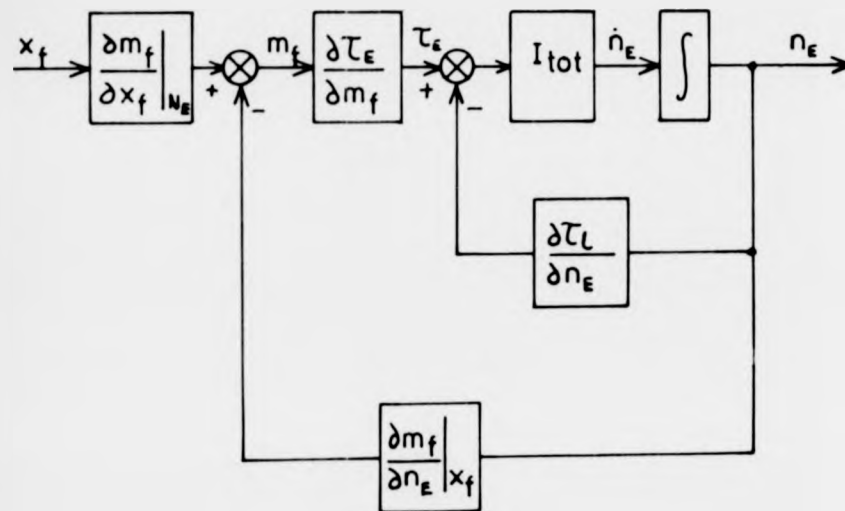 x_f
∂m_f / ∂x_f |N_E
+
-
m_f
∂τ_E / ∂m_f
τ_E
+
-
I_tot
ṅ_E
∫
n_E
∂τ_L / ∂n_E
∂m_f / ∂n_E |x_f